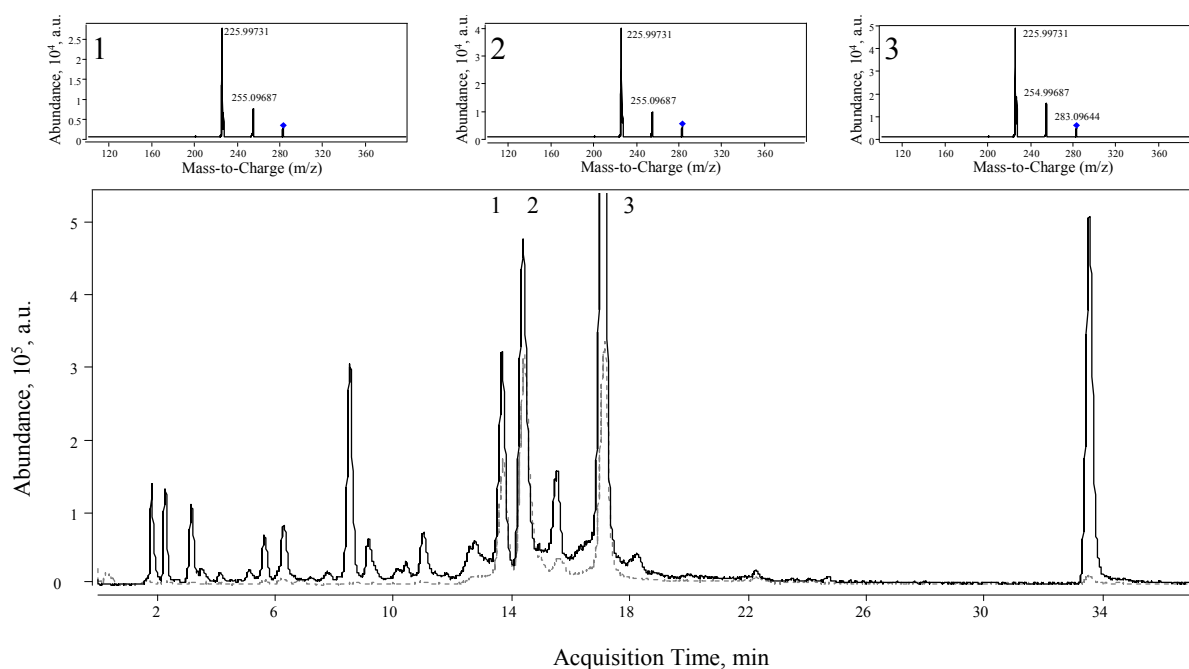 1
Abundance, 10⁴, a.u.
2.5
2
1.5
1
0.5
0
225.99731
255.09687
120 160 200 240 280 320 360
Mass-to-Charge (m/z)
2
Abundance, 10⁴, a.u.
4
3
2
1
0
225.99731
255.09687
120 160 200 240 280 320 360
Mass-to-Charge (m/z)
3
Abundance, 10⁴, a.u.
5
4
3
2
1
0
225.99731
254.99687
283.09644
120 160 200 240 280 320 360
Mass-to-Charge (m/z)
1 2 3
Abundance, 10⁵, a.u.
5
4
3
2
1
0
2 6 10 14 18 22 26 30 34
Acquisition Time, min